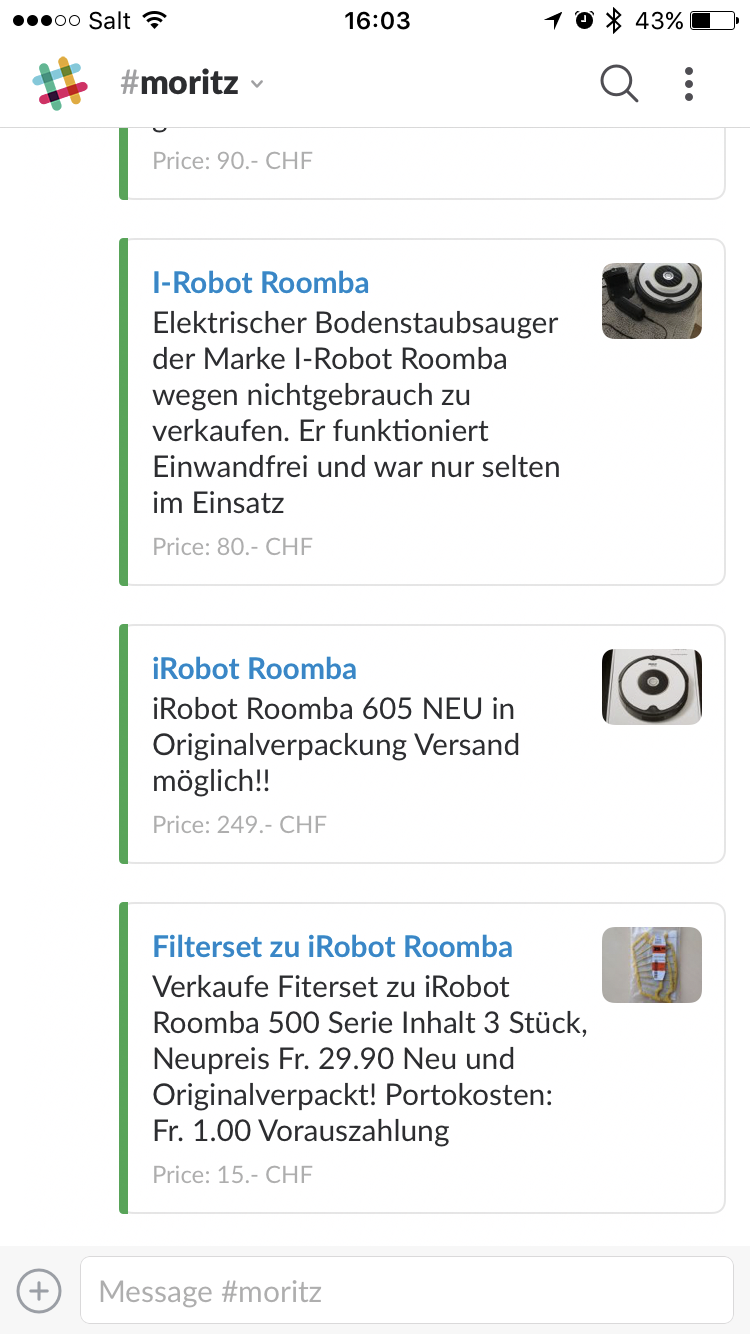 Salt 16:03 43%
#moritz
Price: 90.- CHF
I-Robot Roomba
Elektrischer Bodenstaubsauger
der Marke I-Robot Roomba
wegen nichtgebrauch zu
verkaufen. Er funktioniert
Einwandfrei und war nur selten
im Einsatz
Price: 80.- CHF
iRobot Roomba
iRobot Roomba 605 NEU in
Originalverpackung Versand
möglich!!
Price: 249.- CHF
Filterset zu iRobot Roomba
Verkaufe Fiterset zu iRobot
Roomba 500 Serie Inhalt 3 Stück,
Neupreis Fr. 29.90 Neu und
Originalverpackt! Portokosten:
Fr. 1.00 Vorauszahlung
Price: 15.- CHF
Message #moritz